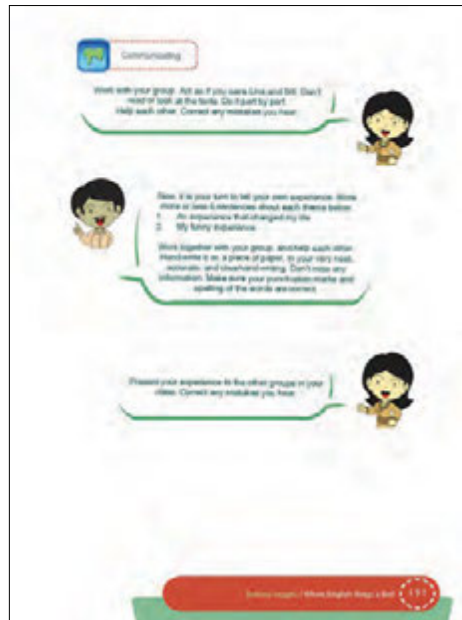 Communicating
Work with your group. Act as if you were Lina and Siti. Don't
read or look at the texts. Do it part by part.
Help each other. Correct any mistakes you hear.
Now, it is your turn to tell your own experience. Write
more or less 5 sentences about each theme below.
1. An experience that changed my life
2. My funny experience
Work together with your group, and help each other.
Handwrite it on a piece of paper, in your very neat,
and clearhand-writing. Don't miss any
information. Make sure your punctuation marks and
spelling of the words are correct.
Present your experience to the other groups in your
class. Correct any mistakes you hear.
When English Rings a Bell